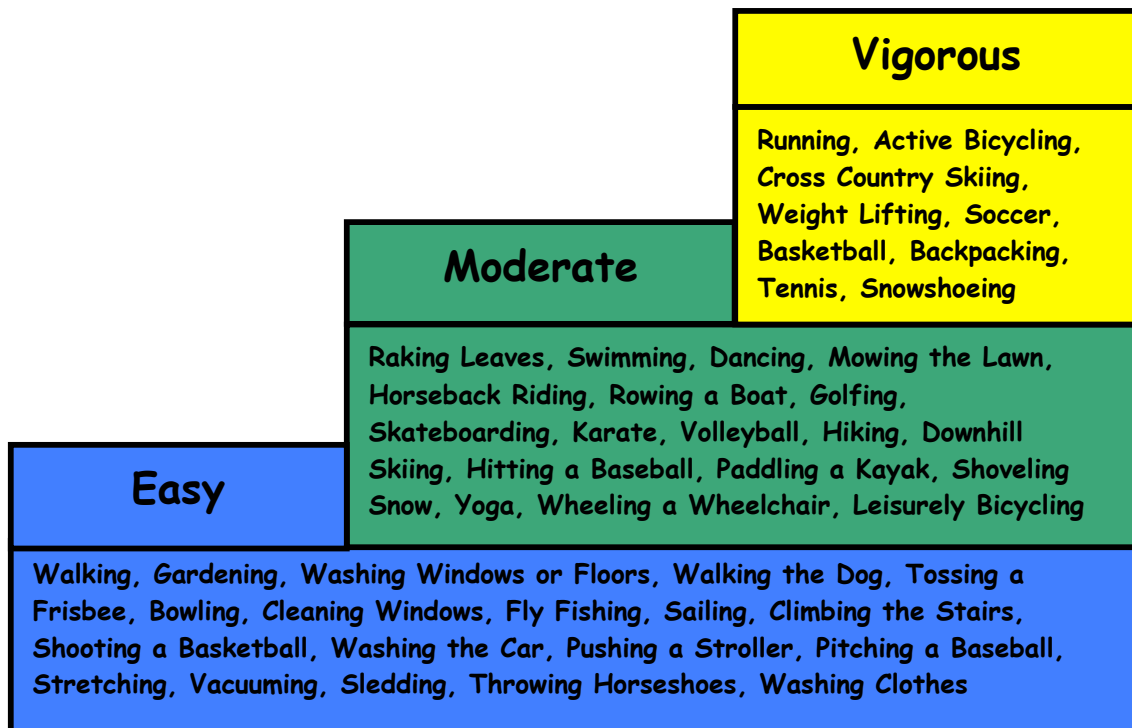 Vigorous
Running, Active Bicycling,
Cross Country Skiing,
Weight Lifting, Soccer,
Basketball, Backpacking,
Tennis, Snowshoeing
Moderate
Raking Leaves, Swimming, Dancing, Mowing the Lawn,
Horseback Riding, Rowing a Boat, Golfing,
Skateboarding, Karate, Volleyball, Hiking, Downhill
Skiing, Hitting a Baseball, Paddling a Kayak, Shoveling
Snow, Yoga, Wheeling a Wheelchair, Leisurely Bicycling
Easy
Walking, Gardening, Washing Windows or Floors, Walking the Dog, Tossing a
Frisbee, Bowling, Cleaning Windows, Fly Fishing, Sailing, Climbing the Stairs,
Shooting a Basketball, Washing the Car, Pushing a Stroller, Pitching a Baseball,
Stretching, Vacuuming, Sledding, Throwing Horseshoes, Washing Clothes